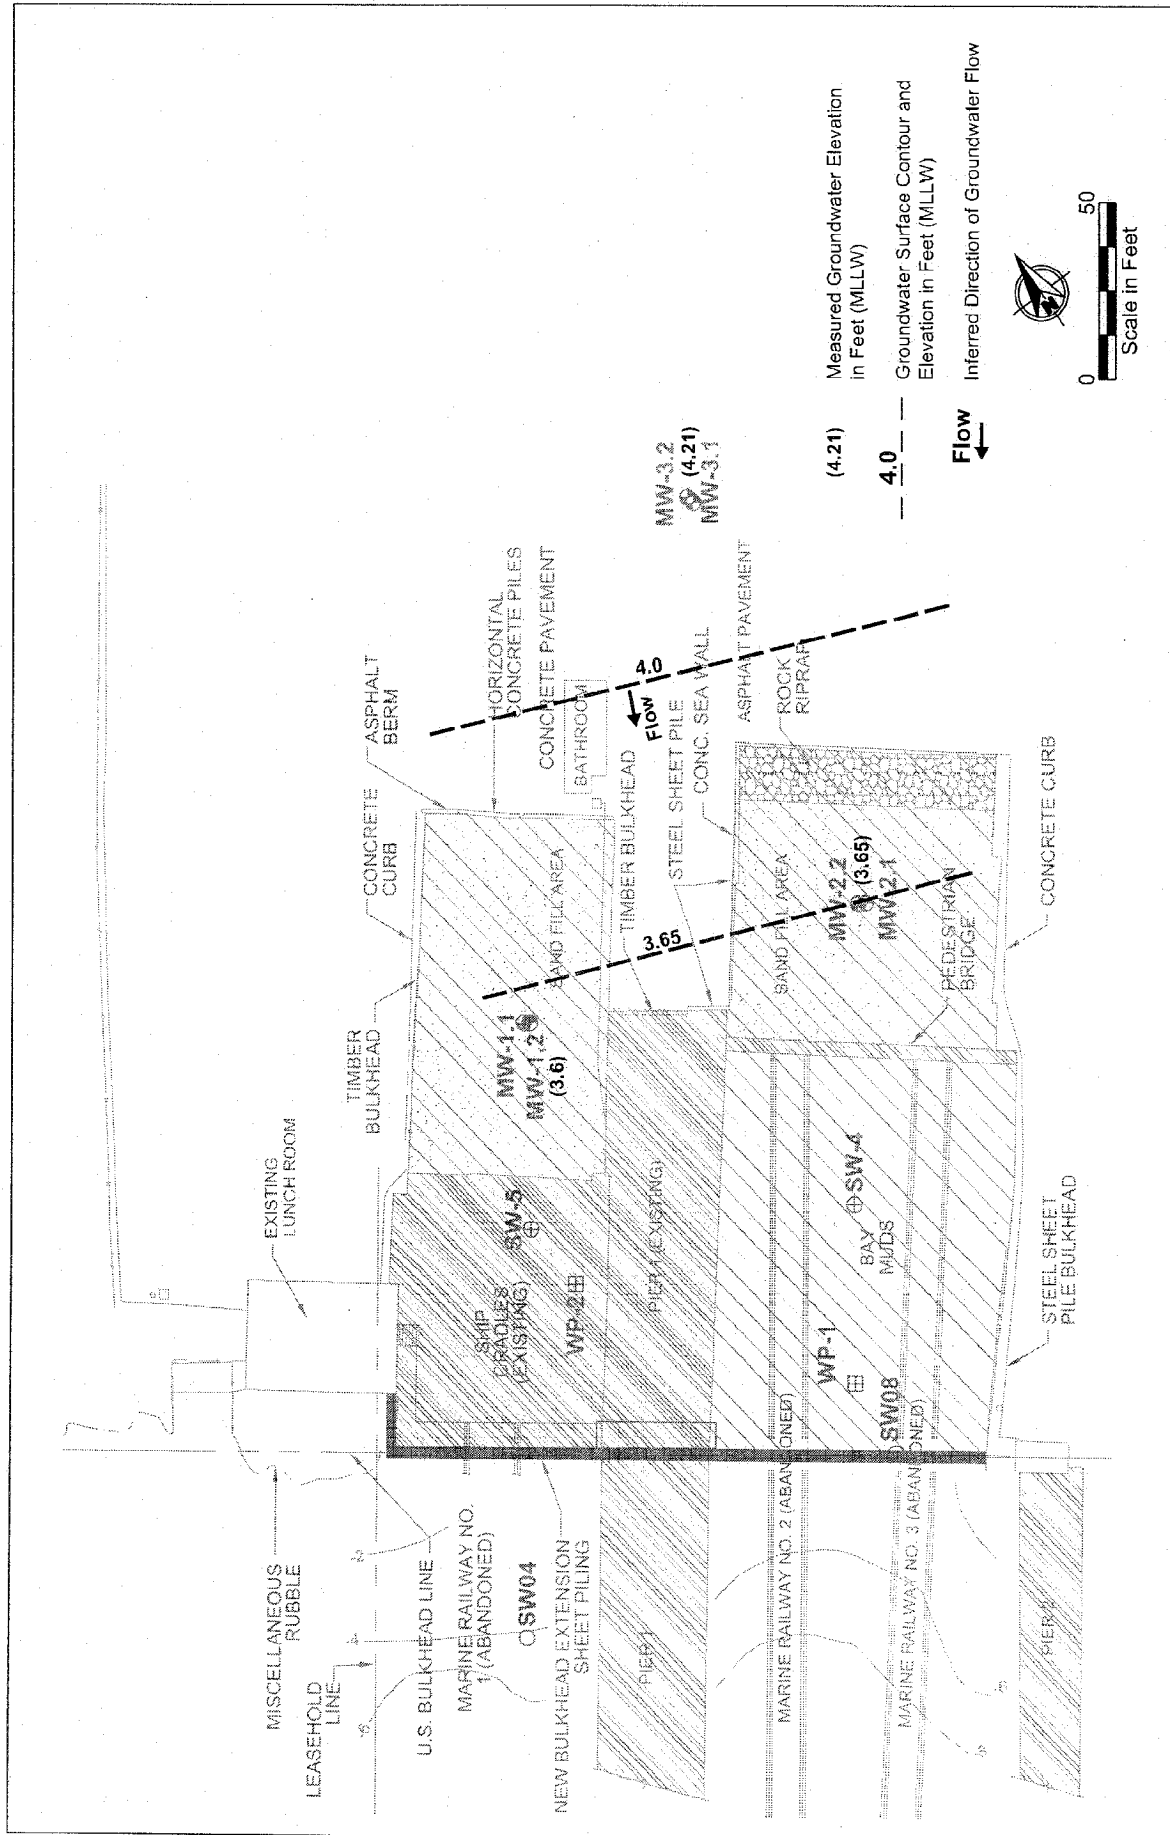 MISCELLANEOUS
RUBBLE
LEASEHOLD
LINE
U.S. BULKHEAD LINE
MARINE RAILWAY NO.
1 (ABANDONED)
OSW04
NEW BULKHEAD EXTENSION
SHEET PILING
PIER 1
MARINE RAILWAY NO. 2 (ABANDONED)
MARINE RAILWAY NO. 3 (ABANDONED)
PIER 2
EXISTING
LUNCH ROOM
SHIP
CRADLES
(EXISTING)
SW-5
WP-2
PIER 1 (EXISTING)
WP-1
SW08
BAY
MUDS
SW-4
STEEL SHEET
PILE BULKHEAD
TIMBER
BULKHEAD
CONCRETE
CURB
ASPHALT
BERM
HORIZONTAL
CONCRETE PILES
CONCRETE PAVEMENT
BATHROOM
SAND FILL AREA
MW-1.1
MW-1.2
(3.6)
3.65
4.0
Flow
TIMBER BULKHEAD
STEEL SHEET PILE
CONC. SEA WALL
ASPHALT PAVEMENT
ROCK
RIPRAP
SAND FILL AREA
MW-2.2
(3.65)
MW-2.1
PEDESTRIAN
BRIDGE
CONCRETE CURB
MW-3.2
(4.21)
MW-3.1
(4.21)
Measured Groundwater Elevation
in Feet (MLLW)
4.0
Groundwater Surface Contour and
Elevation in Feet (MLLW)
Flow
Inferred Direction of Groundwater Flow
N
0
50
Scale in Feet